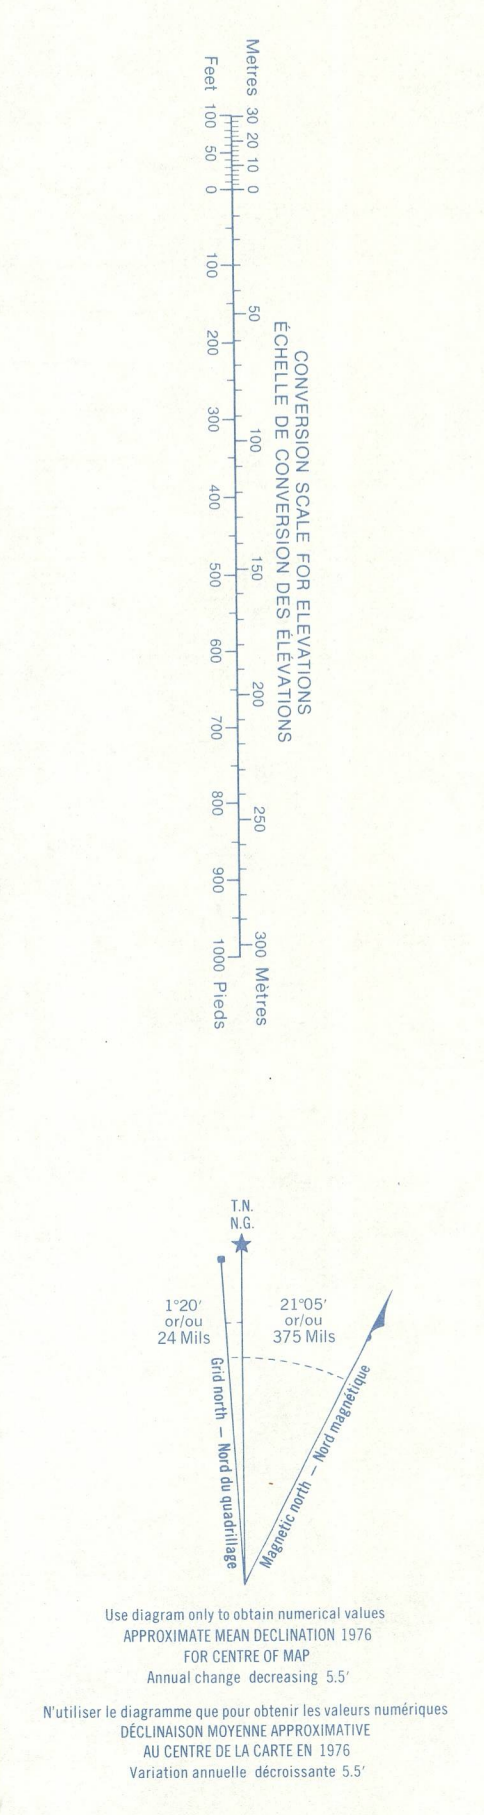 CONVERSION SCALE FOR ELEVATIONS
ÉCHELLE DE CONVERSION DES ÉLÉVATIONS
Metres 30 20 10 0 50 100 150 200 250 300 Mètres
Feet 100 50 0 100 200 300 400 500 600 700 800 900 1000 Pieds
T.N.
N.G.
1°20′
or/ou
24 Mils
21°05′
or/ou
375 Mils
Grid north – Nord du quadrillage
Magnetic north – Nord magnétique
Use diagram only to obtain numerical values
APPROXIMATE MEAN DECLINATION 1976
FOR CENTRE OF MAP
Annual change decreasing 5.5′
N'utiliser le diagramme que pour obtenir les valeurs numériques
DÉCLINAISON MOYENNE APPROXIMATIVE
AU CENTRE DE LA CARTE EN 1976
Variation annuelle décroissante 5.5′